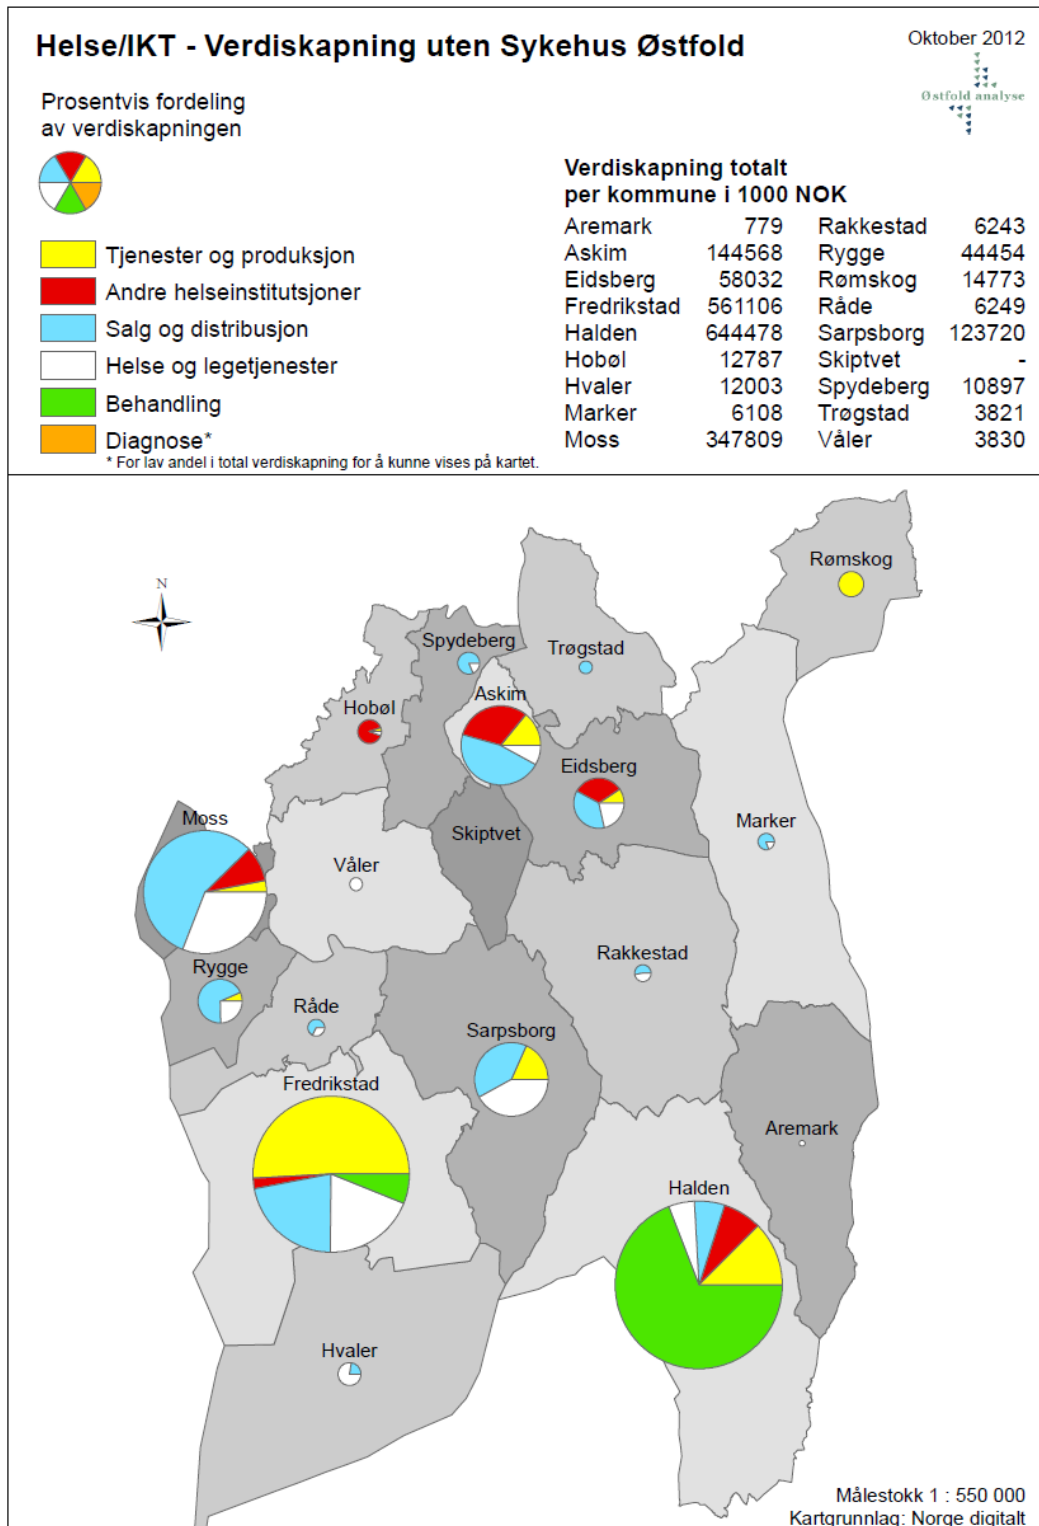 Helse/IKT - Verdiskapning uten Sykehus Østfold
Oktober 2012
Østfold analyse
Prosentvis fordeling
av verdiskapningen
Tjenester og produksjon
Andre helseinstitutsjoner
Salg og distribusjon
Helse og legetjenester
Behandling
Diagnose*
* For lav andel i total verdiskapning for å kunne vises på kartet.
Verdiskapning totalt
per kommune i 1000 NOK
Aremark 779 Rakkestad 6243
Askim 144568 Rygge 44454
Eidsberg 58032 Rømskog 14773
Fredrikstad 561106 Råde 6249
Halden 644478 Sarpsborg 123720
Hobøl 12787 Skiptvet -
Hvaler 12003 Spydeberg 10897
Marker 6108 Trøgstad 3821
Moss 347809 Våler 3830
Rømskog
N
Spydeberg
Trøgstad
Askim
Hobøl
Eidsberg
Moss
Marker
Skiptvet
Våler
Rakkestad
Rygge
Råde
Sarpsborg
Fredrikstad
Aremark
Halden
Hvaler
Målestokk 1 : 550 000
Kartgrunnlag: Norge digitalt